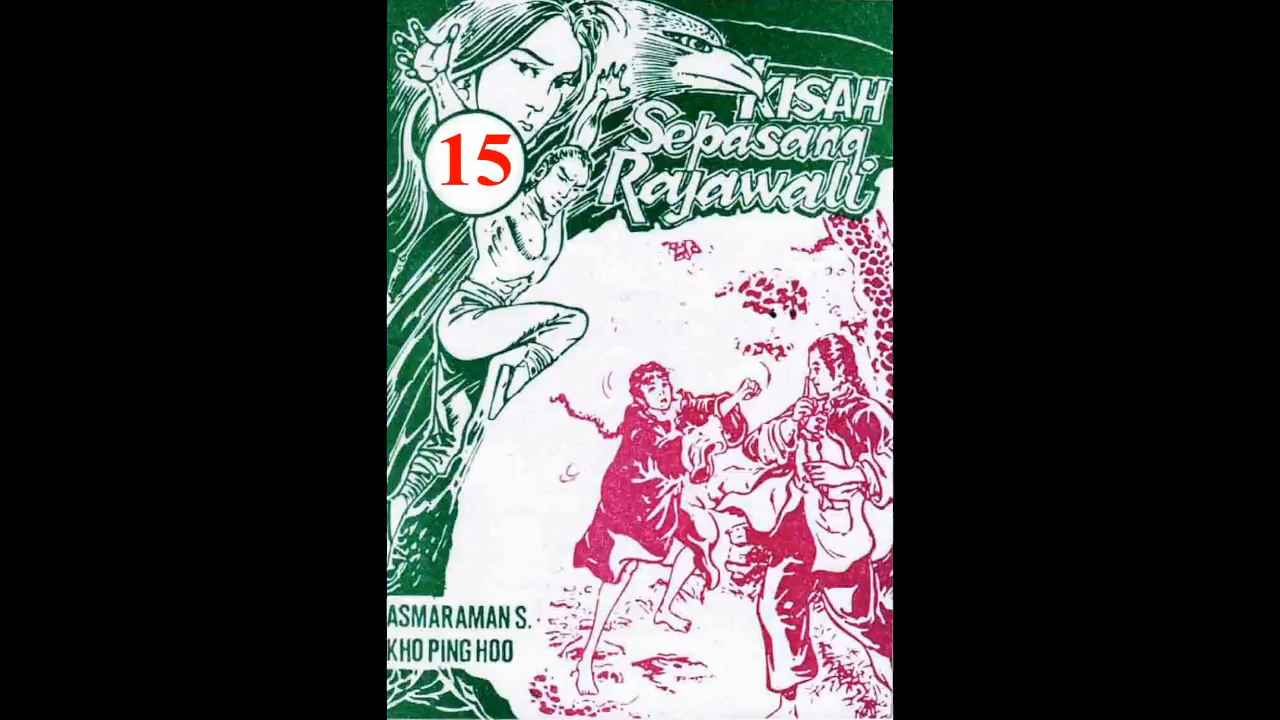 KISAH
Sepasang
Rajawali
15
ASMARAMAN S.
KHO PING HOO